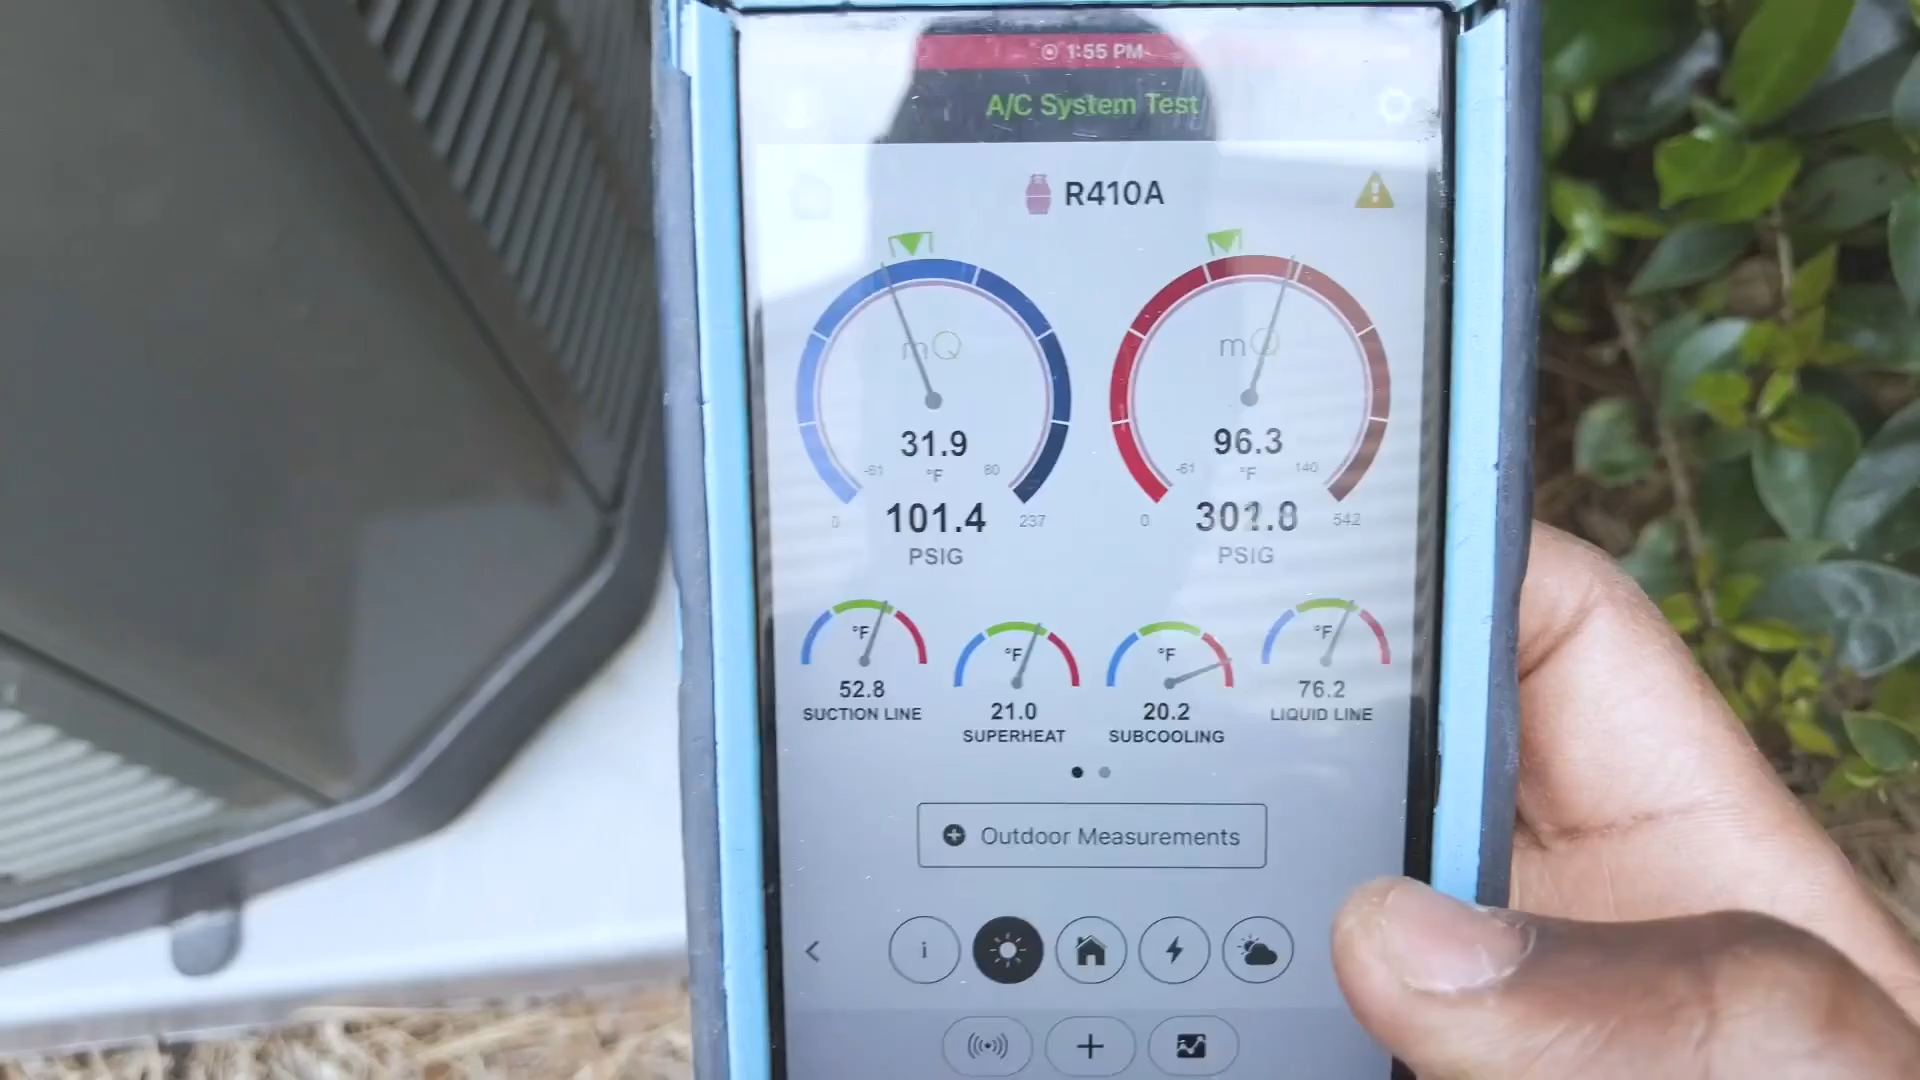 1:55 PM
A/C System Test
R410A
mQ
mQ
31.9
96.3
-61
°F
80
-61
°F
140
0
101.4
237
0
542
PSIG
PSIG
°F
°F
°F
°F
52.8
76.2
SUCTION LINE
21.0
20.2
LIQUID LINE
SUPERHEAT
SUBCOOLING
Outdoor Measurements
i